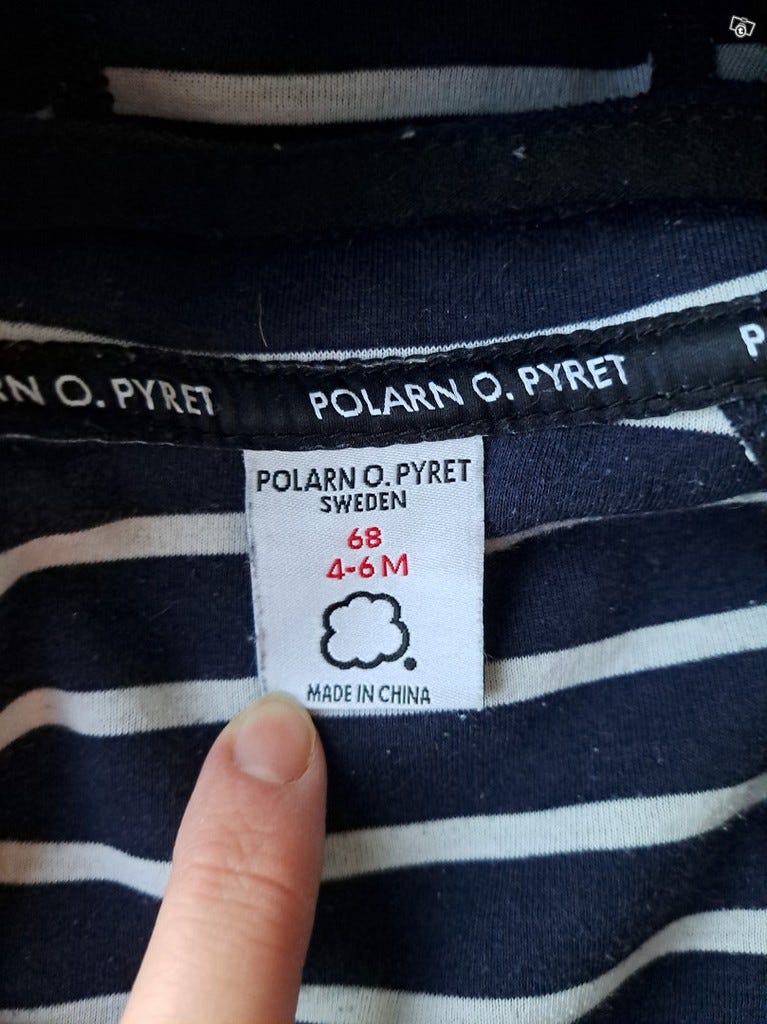 RN O. PYRET POLARN O. PYRET P
POLARN O. PYRET
SWEDEN
68
4-6 M
MADE IN CHINA